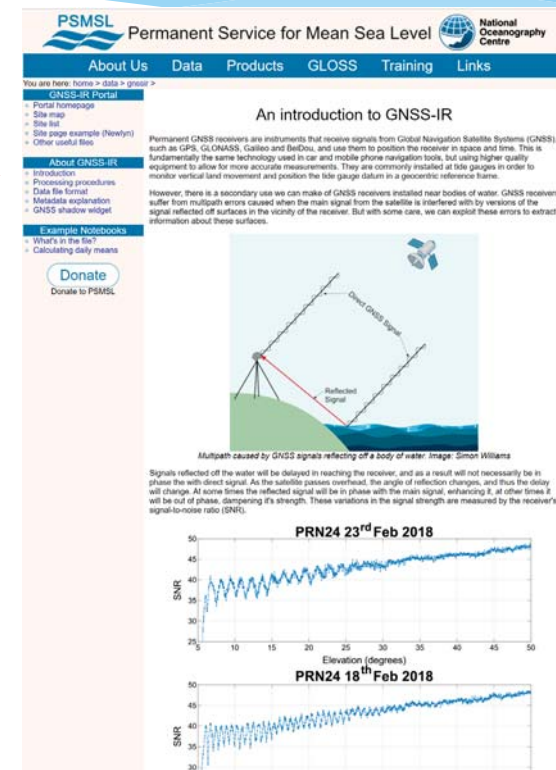 PSMSL
Permanent Service for Mean Sea Level
National
Oceanography
Centre
About Us Data Products GLOSS Training Links
You are here: home > data > gnssir >
GNSS-IR Portal
Portal homepage
Site map
Site list
Site page example (Newlyn)
Other useful files
About GNSS-IR
Introduction
Processing procedures
Data file format
Metadata explanation
GNSS shadow widget
Example Notebooks
What's in the file?
Calculating daily means
Donate
Donate to PSMSL
An introduction to GNSS-IR
Permanent GNSS receivers are instruments that receive signals from Global Navigation Satellite Systems (GNSS),
such as GPS, GLONASS, Galileo and BeiDou, and use them to position the receiver in space and time. This is
fundamentally the same technology used in car and mobile phone navigation tools, but using higher quality
equipment to allow for more accurate measurements. They are commonly installed at tide gauges in order to
monitor vertical land movement and position the tide gauge datum in a geocentric reference frame.
However, there is a secondary use we can make of GNSS receivers installed near bodies of water. GNSS receivers
suffer from multipath errors caused when the main signal from the satellite is interfered with by versions of the
signal reflected off surfaces in the vicinity of the receiver. But with some care, we can exploit these errors to extract
information about these surfaces.
Direct GNSS Signal
Reflected
Signal
Multipath caused by GNSS signals reflecting off a body of water. Image: Simon Williams
Signals reflected off the water will be delayed in reaching the receiver, and as a result will not necessarily be in
phase the with direct signal. As the satellite passes overhead, the angle of reflection changes, and thus the delay
will change. At some times the reflected signal will be in phase with the main signal, enhancing it, at other times it
will be out of phase, dampening it's strength. These variations in the signal strength are measured by the receiver's
signal-to-noise ratio (SNR).
PRN24 23rd Feb 2018
50
45
40
35
30
25
SNR
5 10 15 20 25 30 35 40 45 50
Elevation (degrees)
PRN24 18th Feb 2018
50
45
40
35
30
SNR